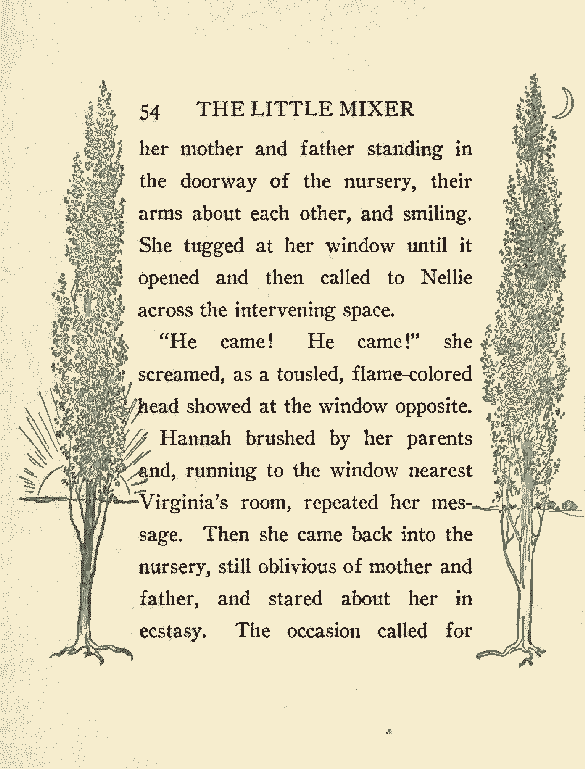 54 THE LITTLE MIXER
her mother and father standing in
the doorway of the nursery, their
arms about each other, and smiling.
She tugged at her window until it
opened and then called to Nellie
across the intervening space.
"He came! He came!" she
screamed, as a tousled, flame-colored
head showed at the window opposite.
Hannah brushed by her parents
and, running to the window nearest
Virginia's room, repeated her mes-
sage. Then she came back into the
nursery, still oblivious of mother and
father, and stared about her in
ecstasy. The occasion called for